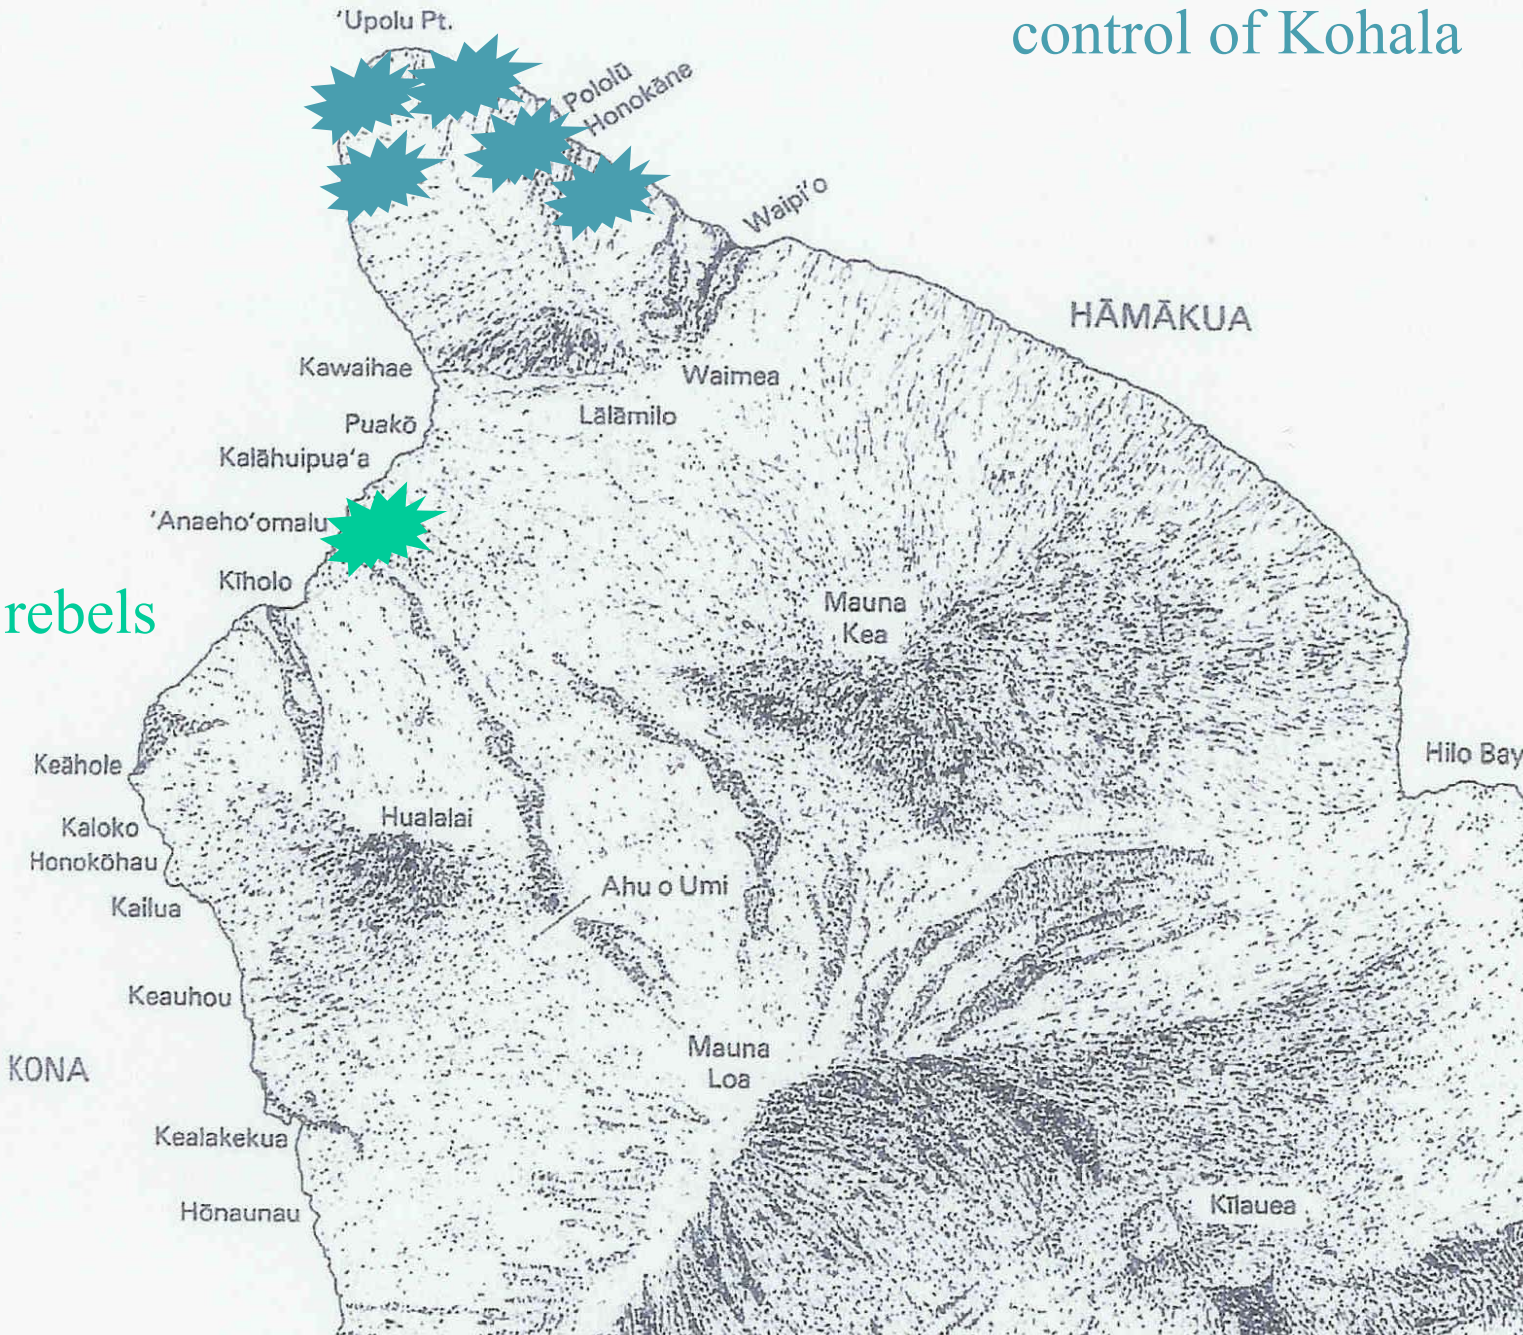 'Upolu Pt.
control of Kohala
Pololū
Honokāne
Waipi'o
HĀMĀKUA
Kawaihae
Waimea
Puakō
Lālāmilo
Kalāhuipua'a
'Anaeho'omalu
Kīholo
rebels
Mauna
Kea
Keāhole
Hilo Bay
Hualalai
Kaloko
Honokōhau
Ahu o Umi
Kailua
Keauhou
Mauna
Loa
KONA
Kealakekua
Hōnaunau
Kīlauea